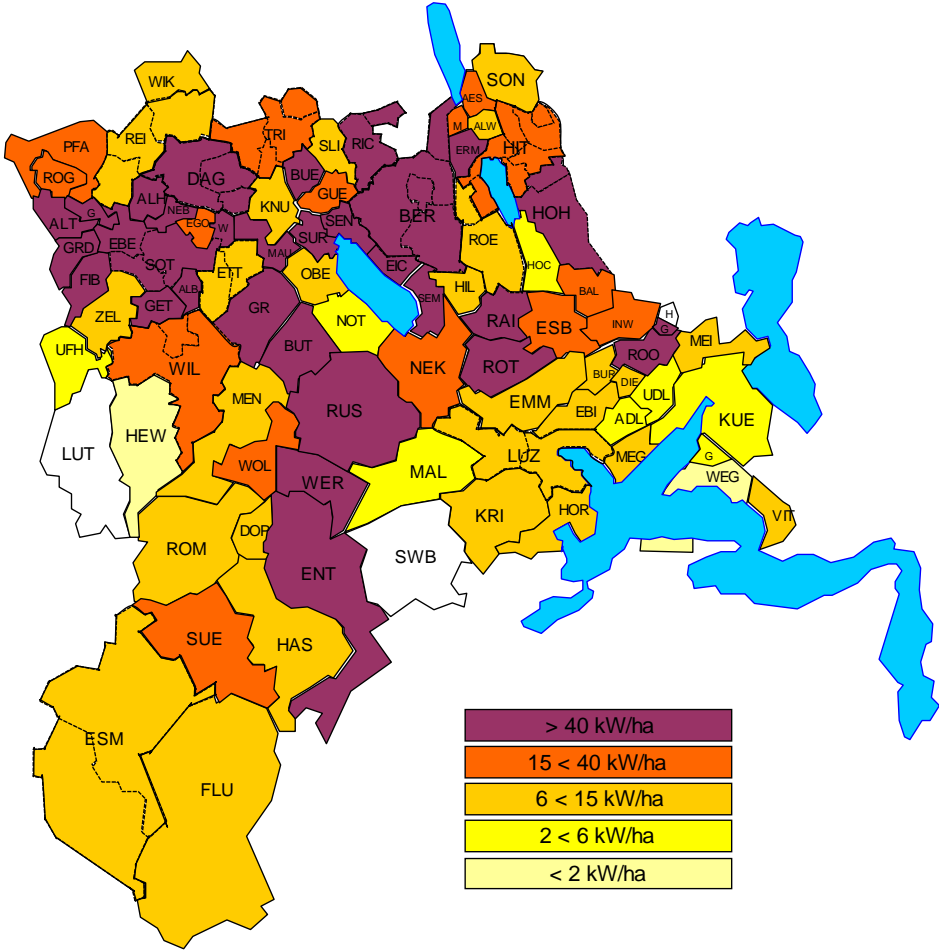 SON
WIK
AES
REI
TRI
M
ALW
PFA
SLI
RIC
ERM
HIT
ROG
DAG
BUE
GUE
ALH
NEB
KNU
BER
HOH
ALT
G
EGO
W
SEN
SUR
ROE
GRD
EBE
MAU
SOT
ETT
OBE
EIC
HOC
FIB
ALB
HIL
BAL
ZEL
GET
GR
SEM
NOT
RAI
ESB
INW
H
G
UFH
BUT
ROO
MEI
WIL
NEK
ROT
BUR
DIE
MEN
RUS
EMM
EBI
UDL
ADL
KUE
HEW
LUT
WOL
MAL
LUZ
MEG
G
WER
WEG
DOP
KRI
HOR
VIT
ROM
SWB
ENT
SUE
HAS
ESM
FLU
> 40 kW/ha
15 < 40 kW/ha
6 < 15 kW/ha
2 < 6 kW/ha
< 2 kW/ha